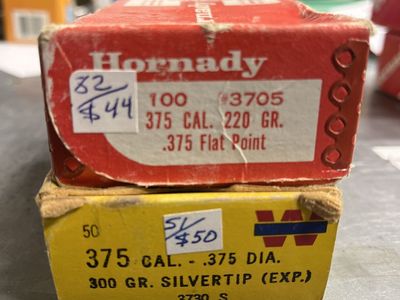 Hornady
82
$44
100 #3705
375 CAL. 220 GR.
.375 Flat Point
50
51
$50
W
375 CAL. - .375 DIA.
300 GR. SILVERTIP (EXP.)
3730 S